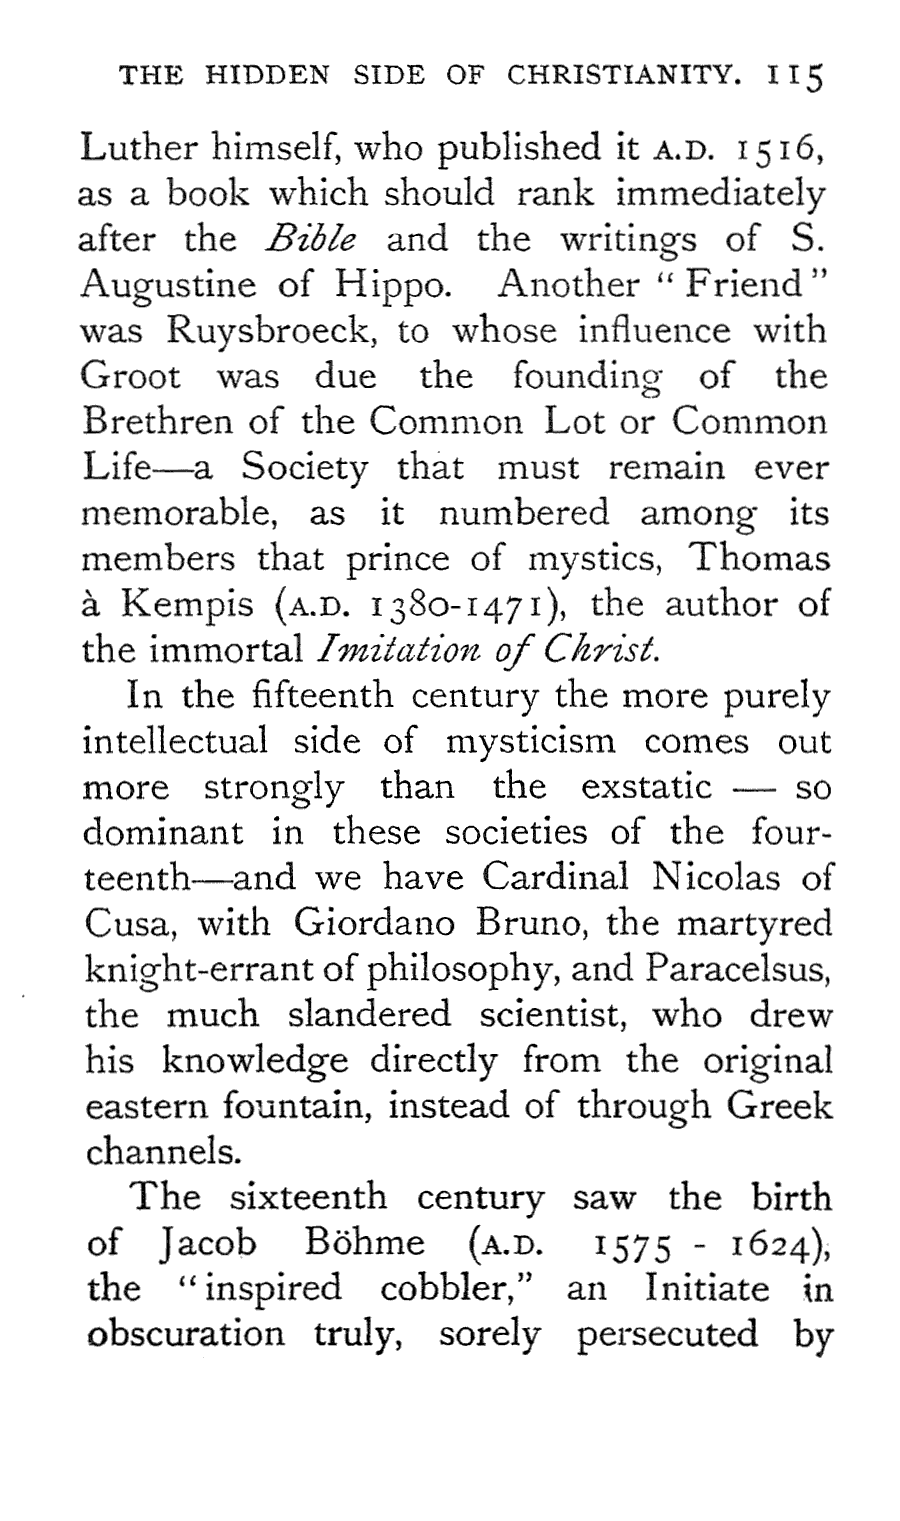 THE HIDDEN SIDE OF CHRISTIANITY. 115
Luther himself, who published it A.D. 1516,
as a book which should rank immediately
after the Bible and the writings of S.
Augustine of Hippo. Another “Friend”
was Ruysbroeck, to whose influence with
Groot was due the founding of the
Brethren of the Common Lot or Common
Life—a Society that must remain ever
memorable, as it numbered among its
members that prince of mystics, Thomas
à Kempis (A.D. 1380-1471), the author of
the immortal Imitation of Christ.
In the fifteenth century the more purely
intellectual side of mysticism comes out
more strongly than the exstatic — so
dominant in these societies of the four-
teenth—and we have Cardinal Nicolas of
Cusa, with Giordano Bruno, the martyred
knight-errant of philosophy, and Paracelsus,
the much slandered scientist, who drew
his knowledge directly from the original
eastern fountain, instead of through Greek
channels.
The sixteenth century saw the birth
of Jacob Böhme (A.D. 1575 - 1624),
the “inspired cobbler,” an Initiate in
obscuration truly, sorely persecuted by